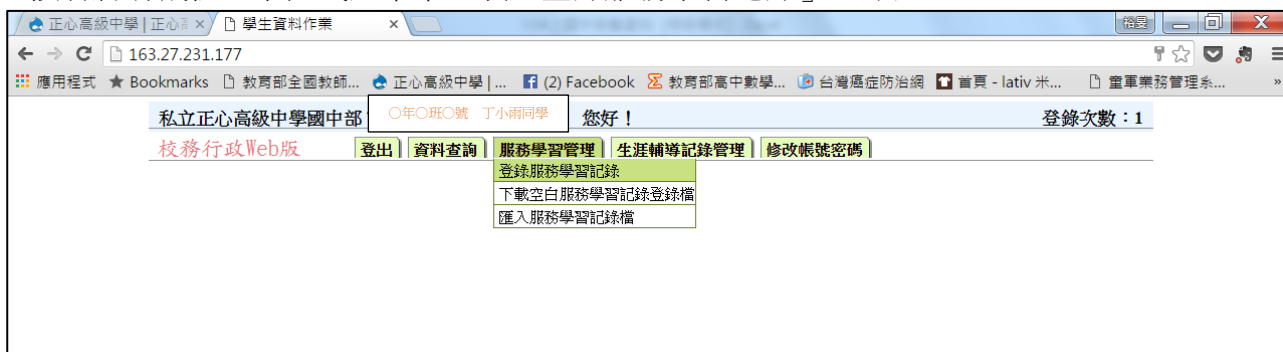 正心高級中學 | 正心高 學生資料作業 裕旻
163.27.231.177
應用程式 Bookmarks 教育部全國教師... 正心高級中學 | ... (2) Facebook 教育部高中數學... 台灣癌症防治網 首頁 - lativ 米... 童軍業務管理系... »
私立正心高級中學國中部 ○年○班○號 丁小雨同學 您好！ 登錄次數：1
校務行政Web版 登出 資料查詢 服務學習管理 生涯輔導記錄管理 修改帳號密碼
登錄服務學習記錄
下載空白服務學習記錄登錄檔
匯入服務學習記錄檔